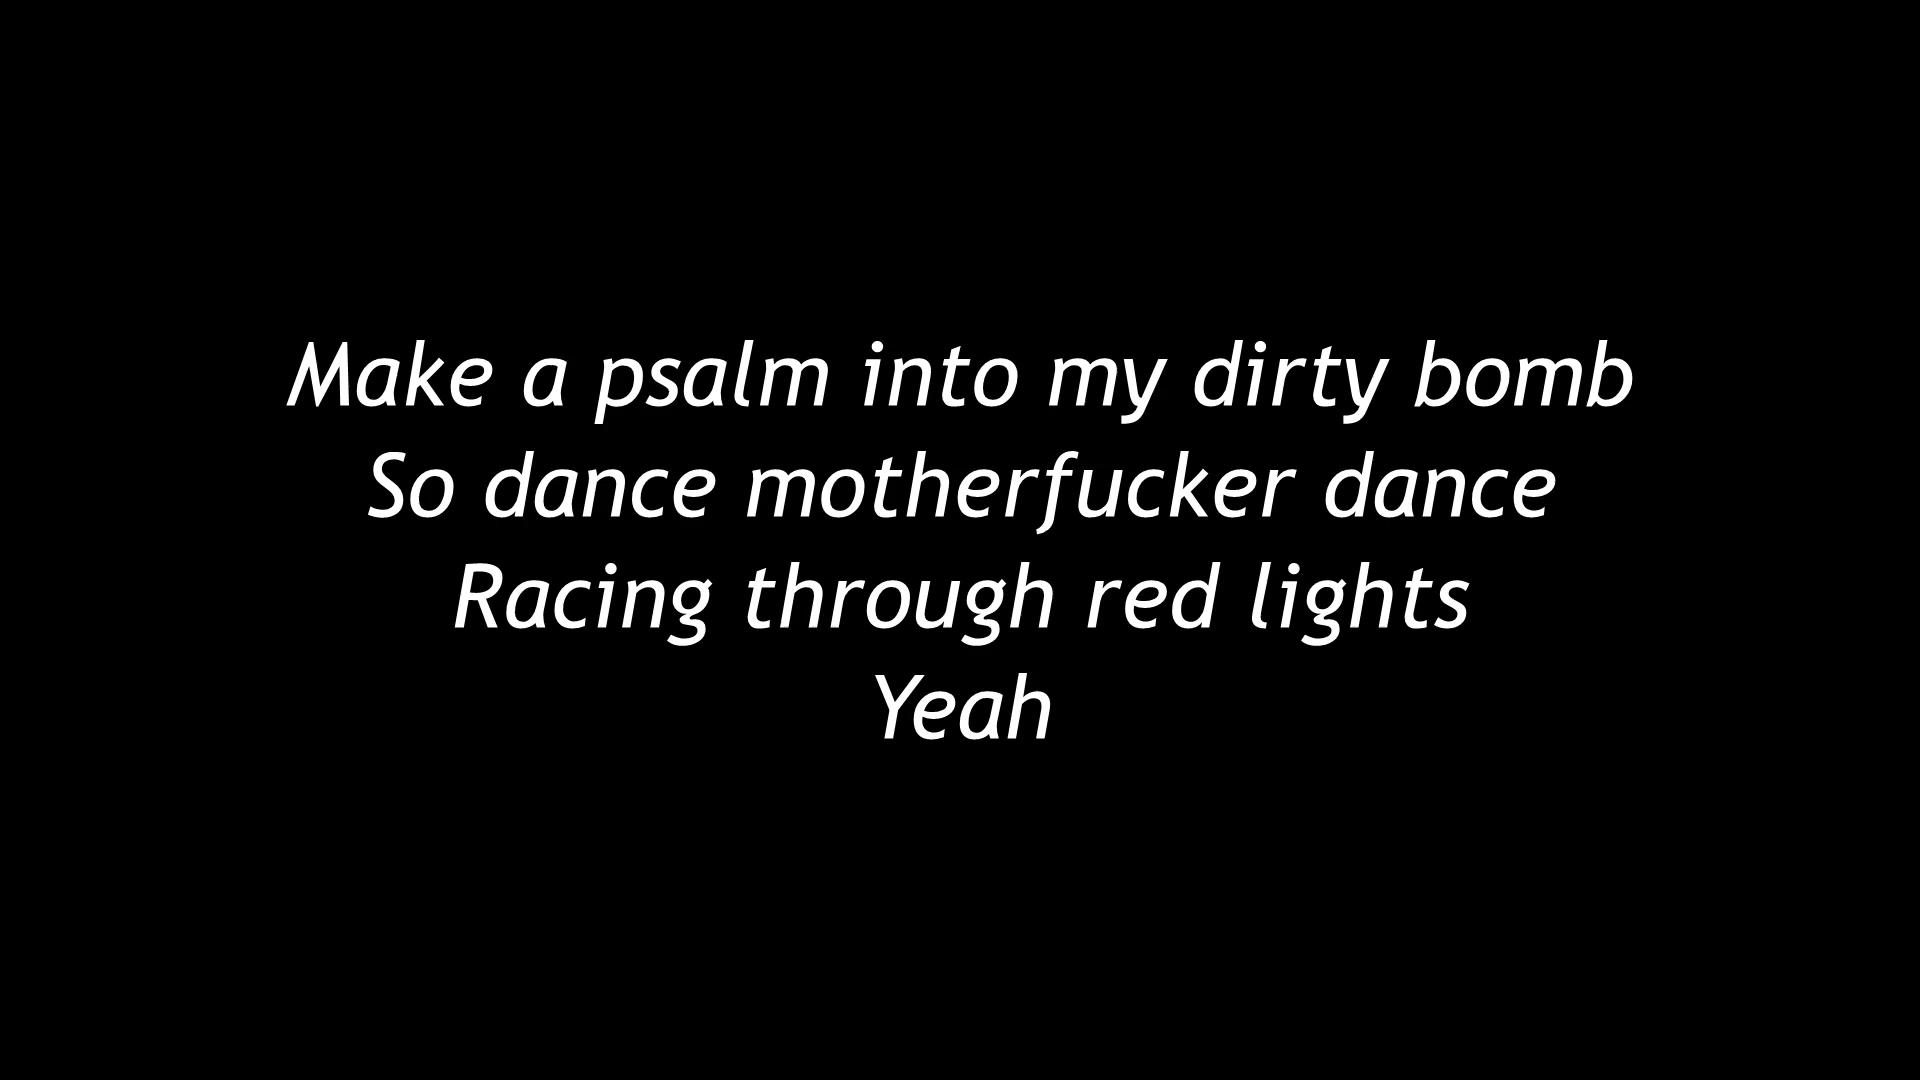 Make a psalm into my dirty bomb
So dance motherfucker dance
Racing through red lights
Yeah